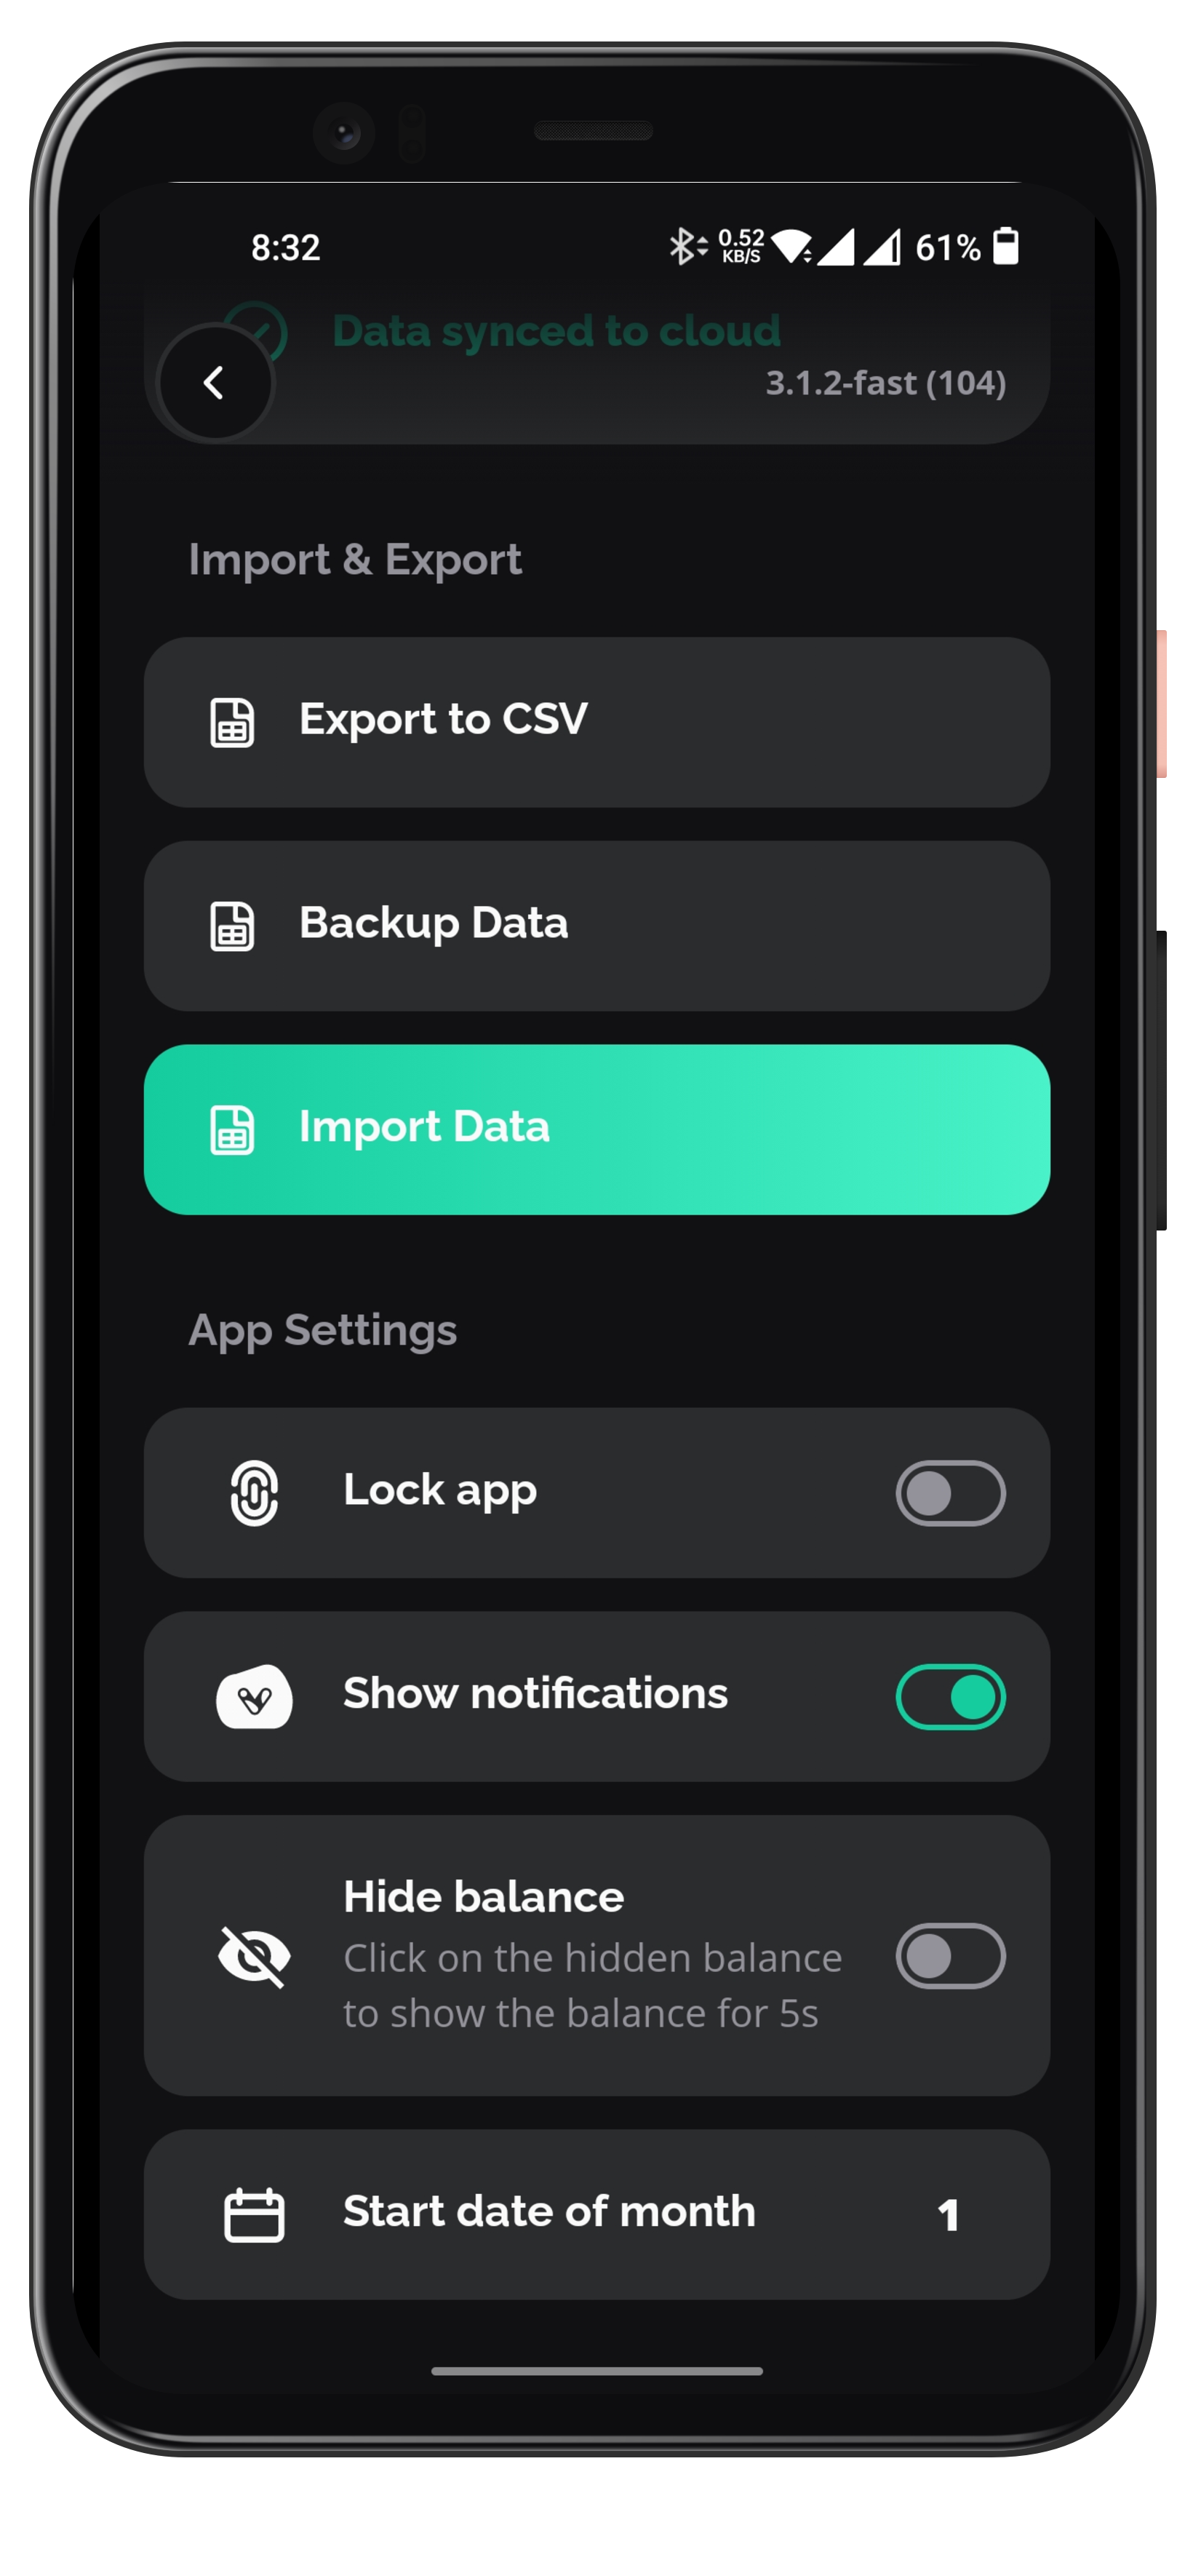 8:32
0.52
KB/S
61%
Data synced to cloud
3.1.2-fast (104)
Import & Export
Export to CSV
Backup Data
Import Data
App Settings
Lock app
Show notifications
Hide balance
Click on the hidden balance
to show the balance for 5s
Start date of month
1